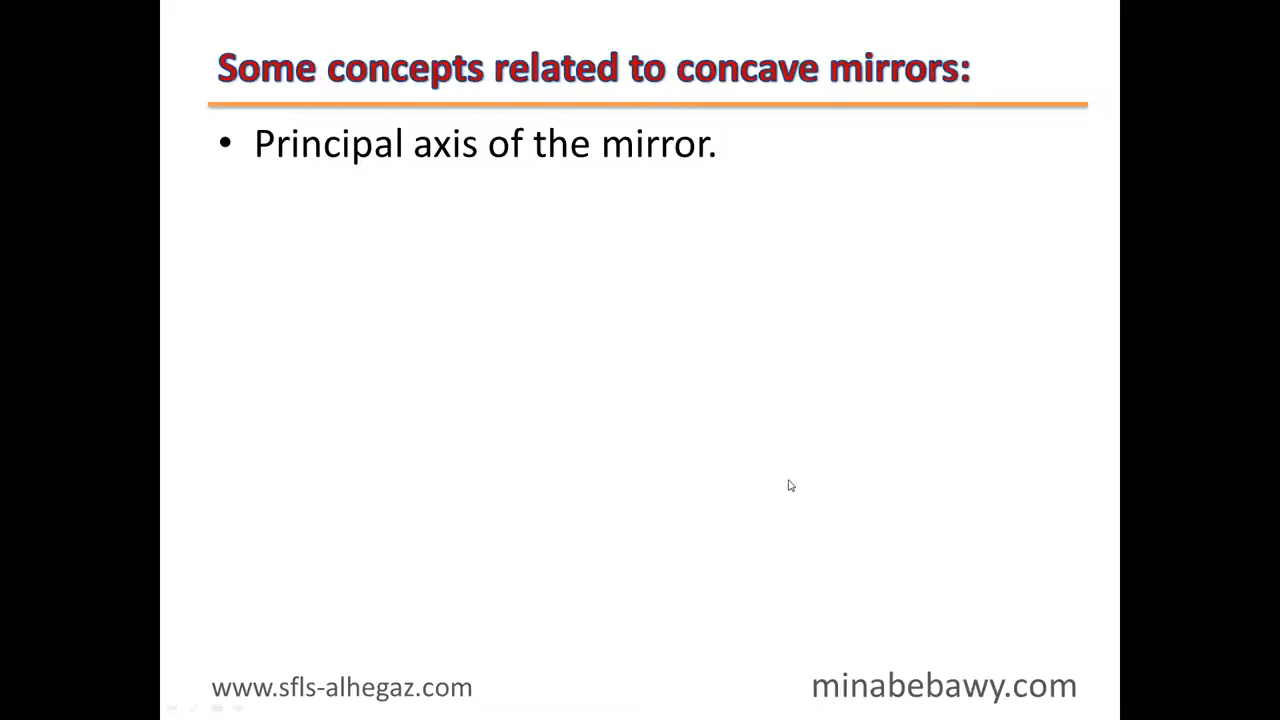 Some concepts related to concave mirrors:
• Principal axis of the mirror.
www.sfls-alhegaz.com
minabebawy.com